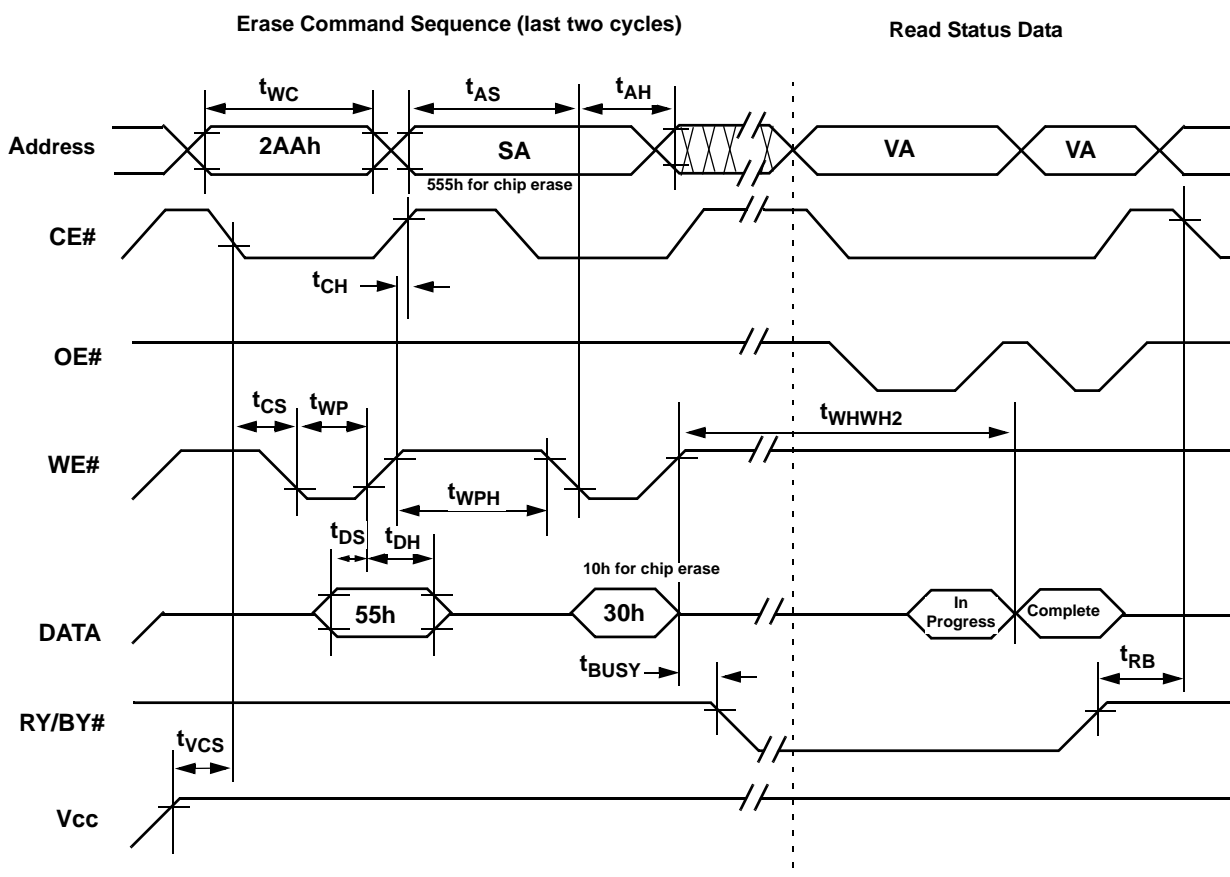 Erase Command Sequence (last two cycles)
Read Status Data
tWC
tAS
tAH
Address
2AAh
SA
VA
VA
555h for chip erase
CE#
tCH
OE#
tCS
tWP
tWHWH2
WE#
tWPH
tDS
tDH
10h for chip erase
55h
30h
In
Progress
Complete
DATA
tBUSY
tRB
RY/BY#
tVCS
Vcc